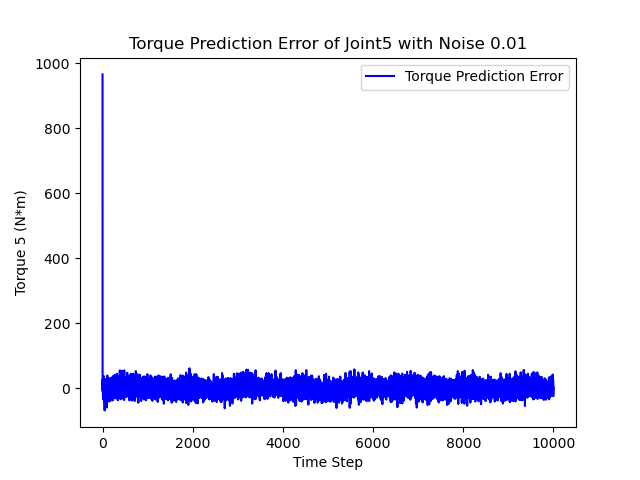 Torque Prediction Error of Joint5 with Noise 0.01
Torque Prediction Error
1000
800
600
400
200
0
Torque 5 (N*m)
0 2000 4000 6000 8000 10000
Time Step